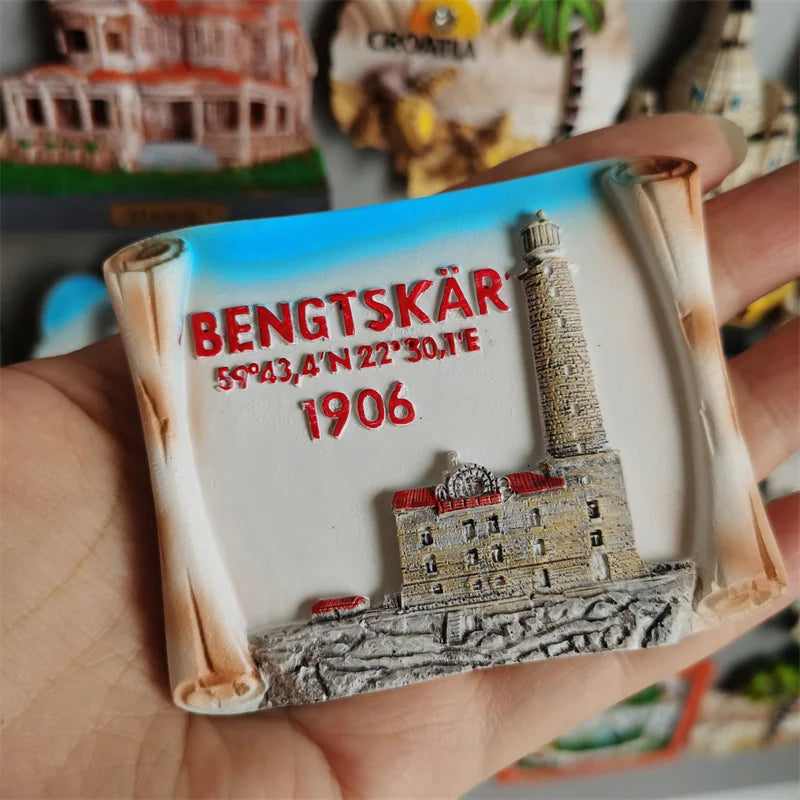 CROATIA
BENGTSKÄR
59°43,4'N 22°30,1'E
1906